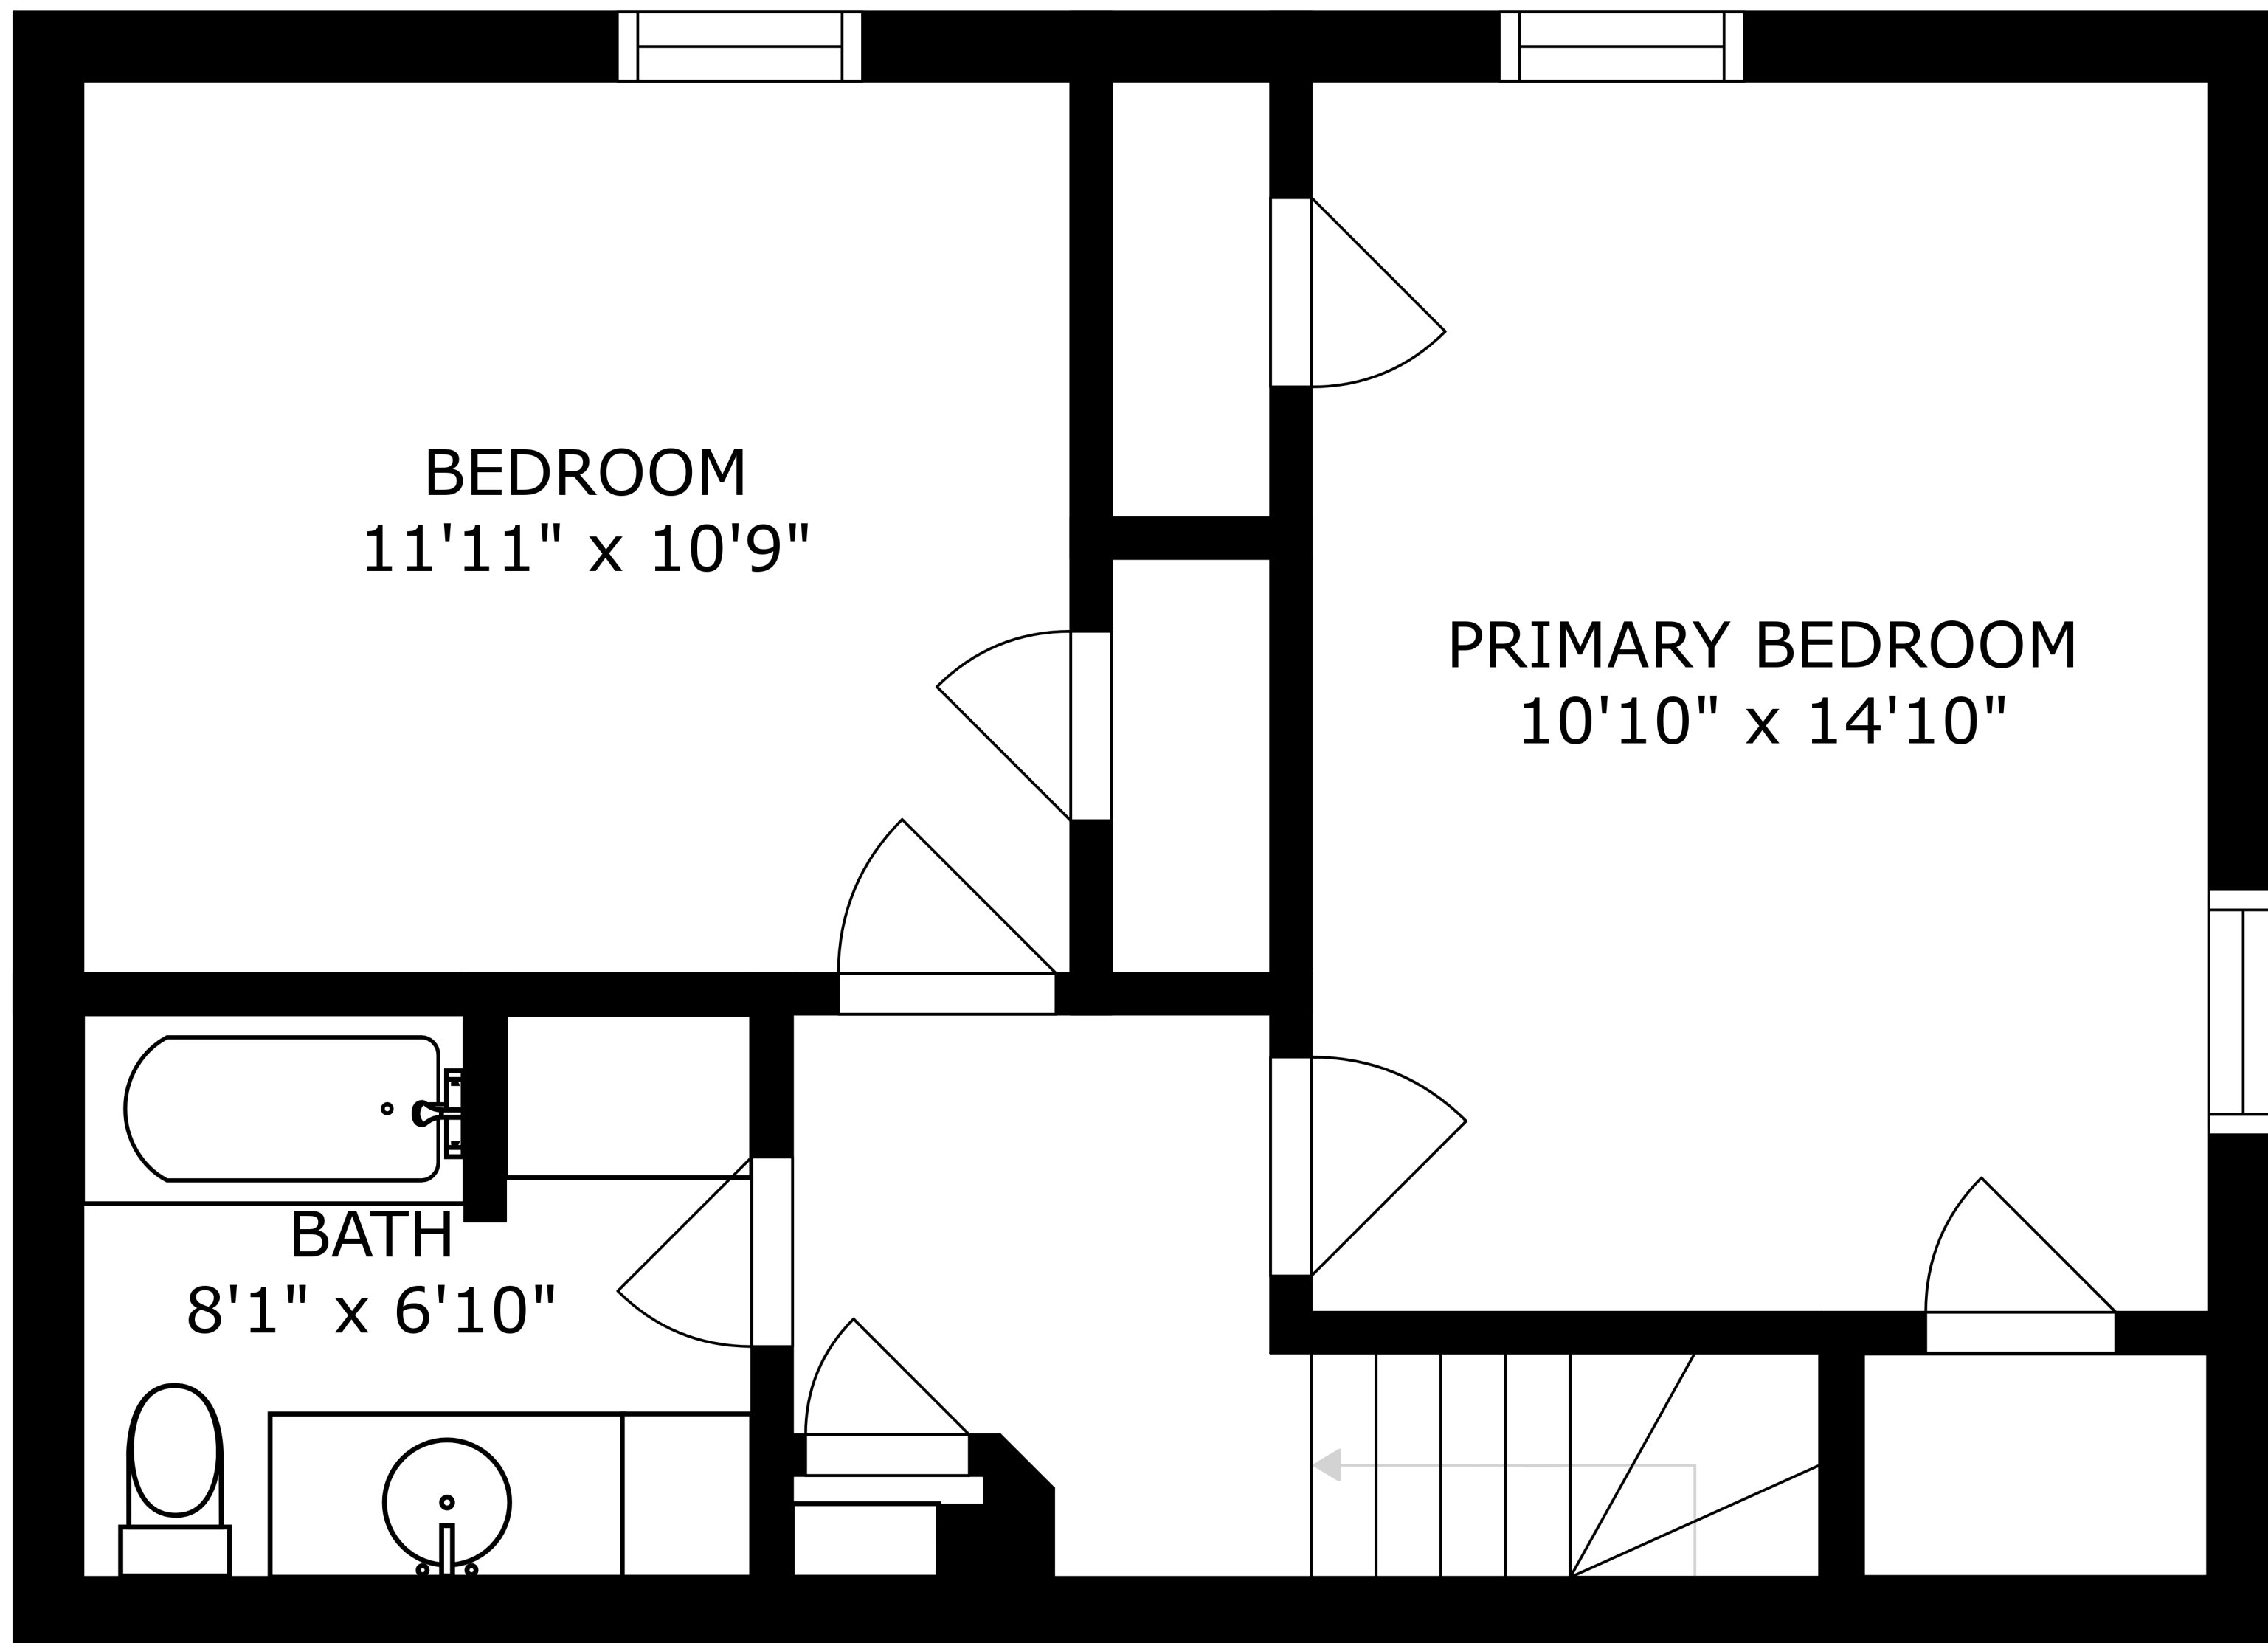 BEDROOM
11'11" x 10'9"
PRIMARY BEDROOM
10'10" x 14'10"
BATH
8'1" x 6'10"